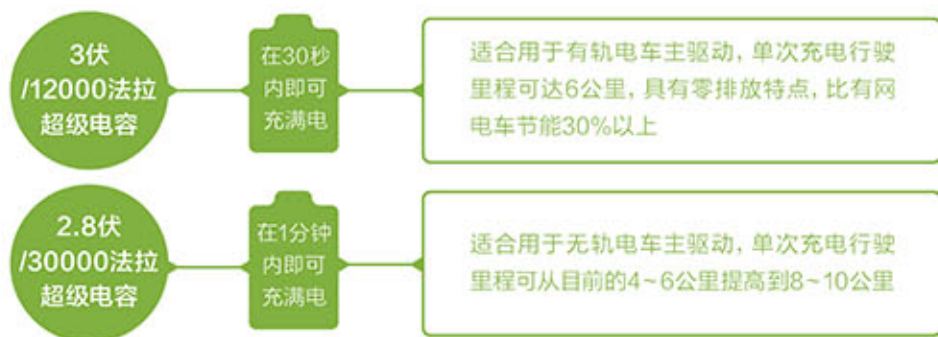 3伏
/12000法拉
超级电容
在30秒
内即可
充满电
适合用于有轨电车主驱动，单次充电行驶
里程可达6公里，具有零排放特点，比有网
电车节能30%以上
2.8伏
/30000法拉
超级电容
在1分钟
内即可
充满电
适合用于无轨电车主驱动，单次充电行驶
里程可从目前的4~6公里提高到8~10公里